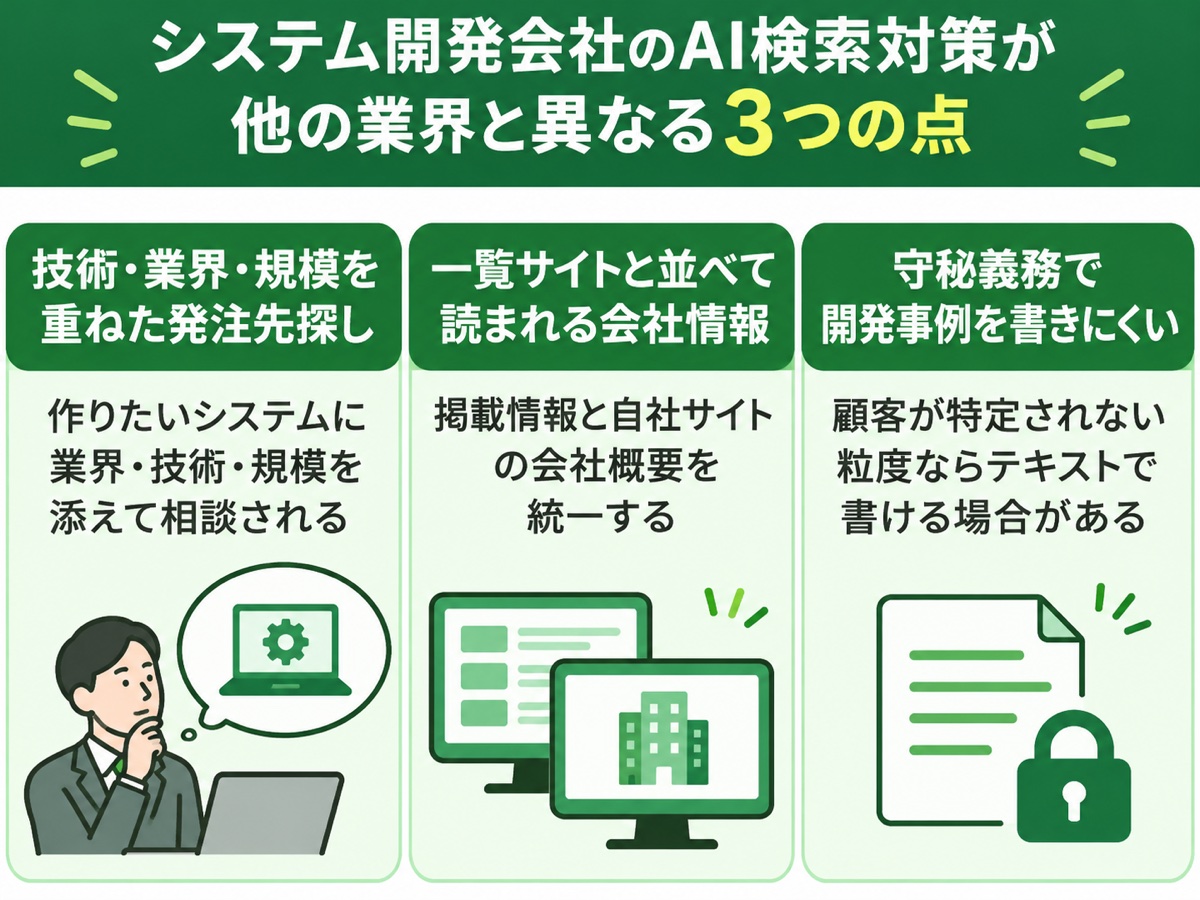 システム開発会社のAI検索対策が
他の業界と異なる3つの点
技術・業界・規模を
重ねた発注先探し
作りたいシステムに
業界・技術・規模を
添えて相談される
一覧サイトと並べて
読まれる会社情報
掲載情報と自社サイト
の会社概要を
統一する
守秘義務で
開発事例を書きにくい
顧客が特定されない
粒度ならテキストで
書ける場合がある